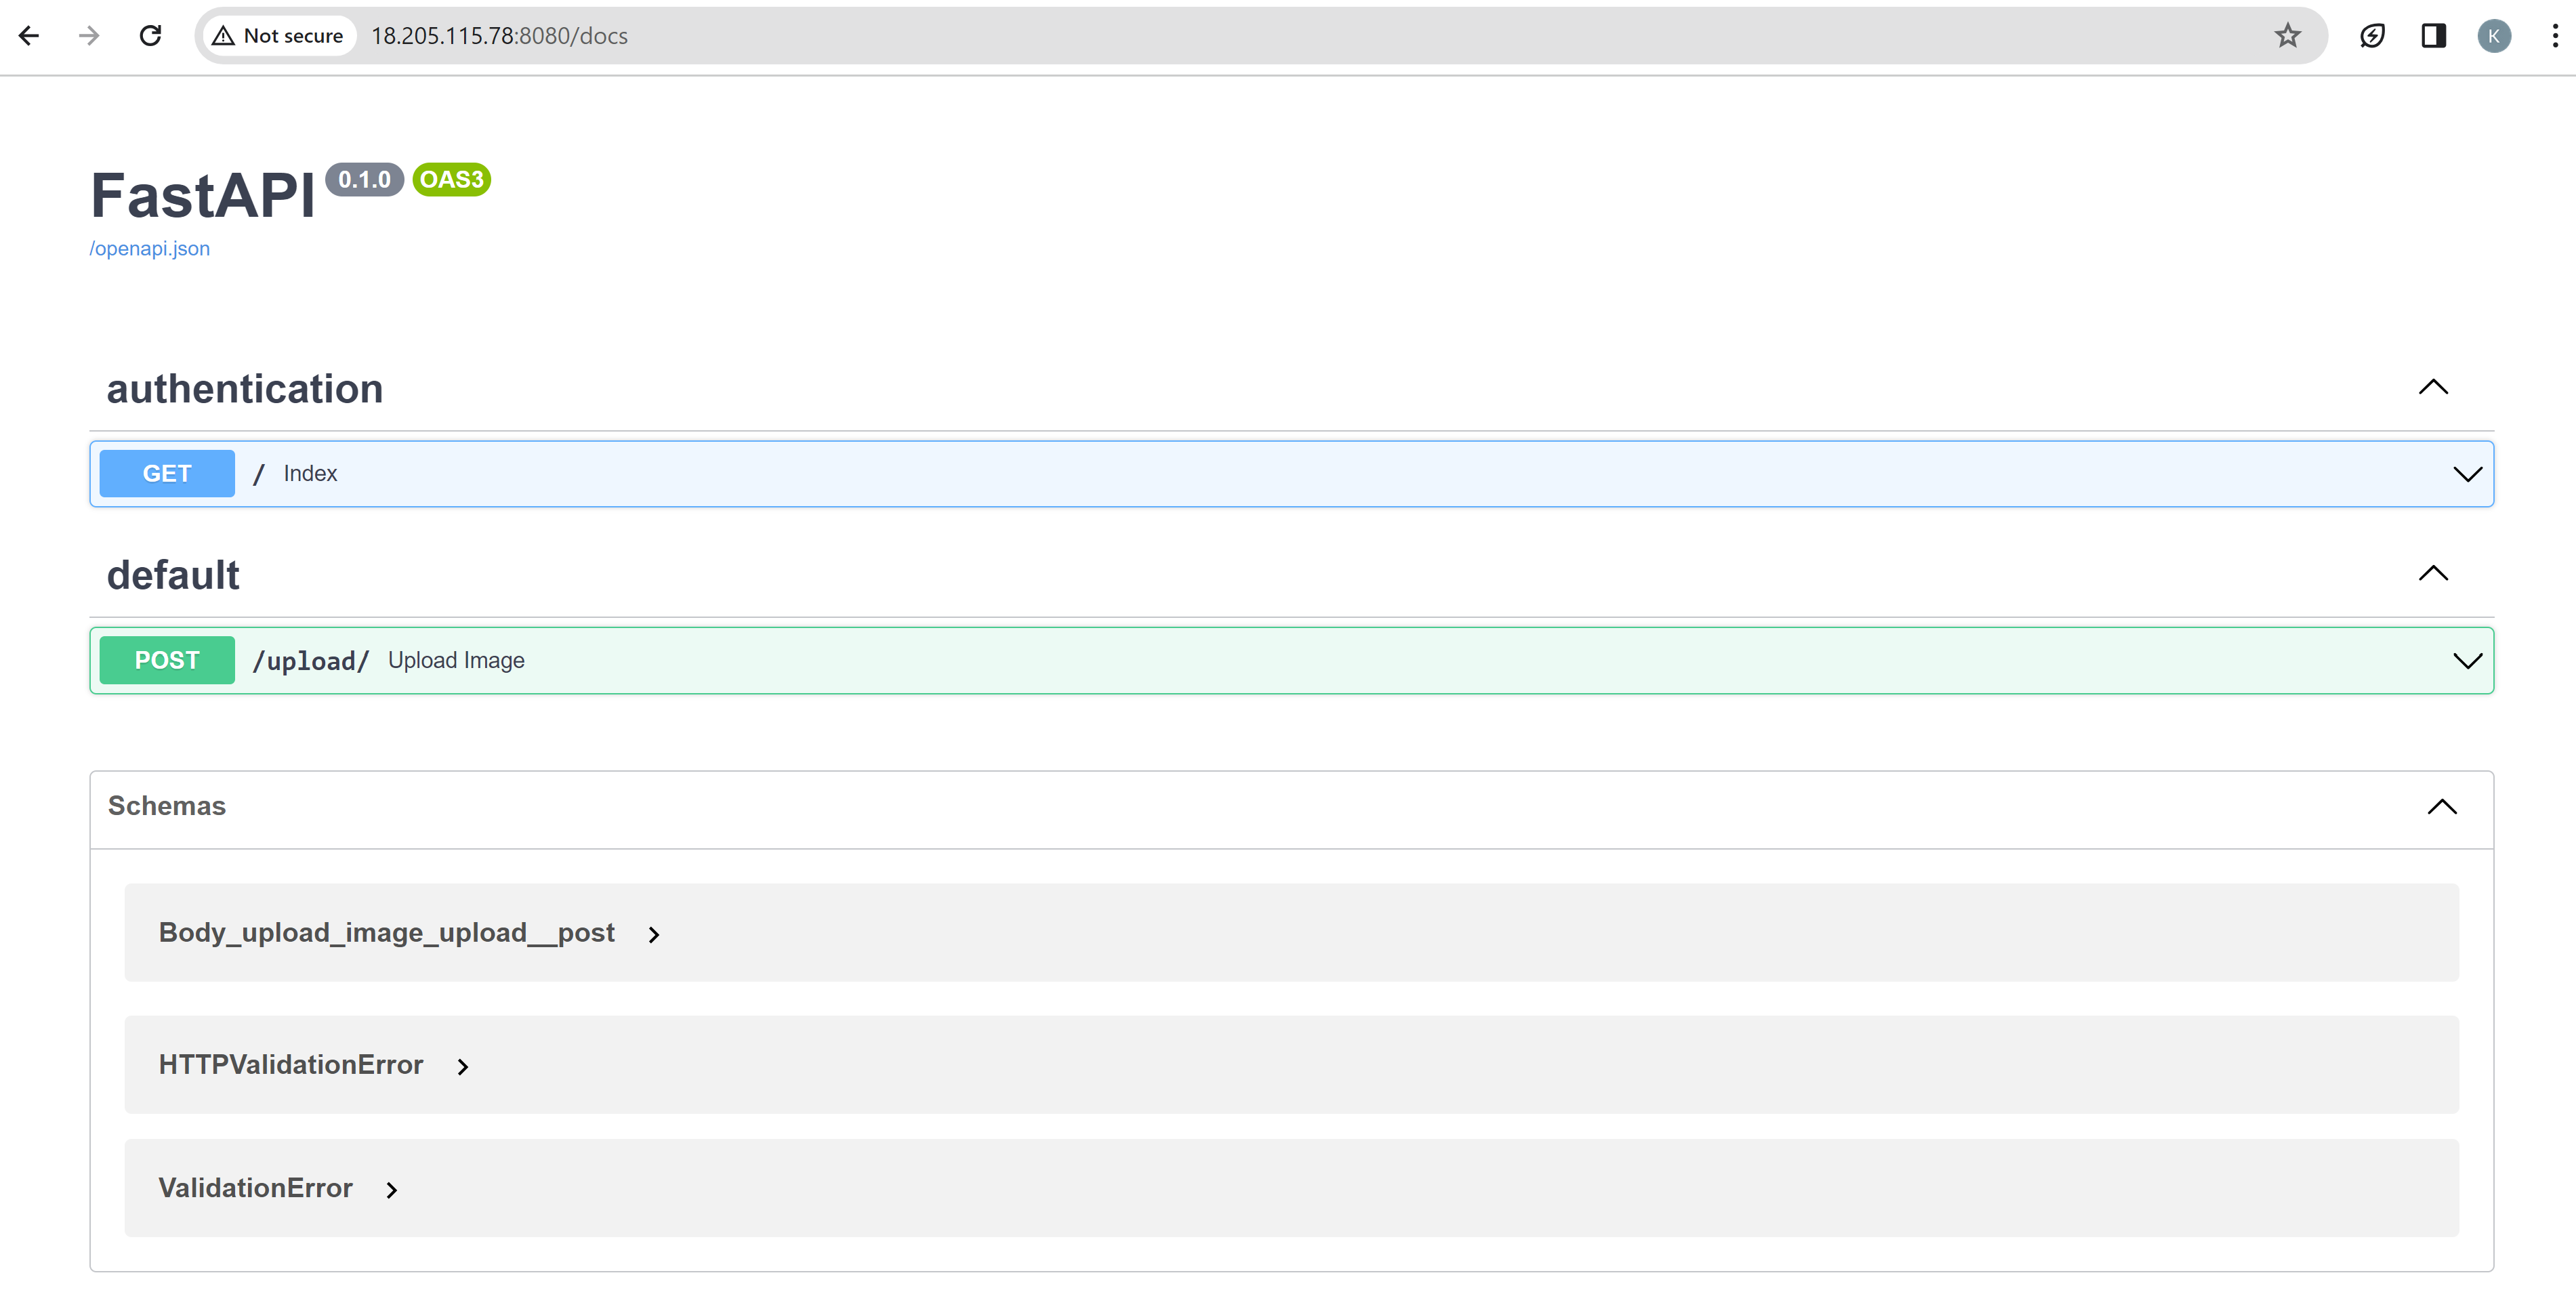 Not secure 18.205.115.78:8080/docs K
FastAPI 0.1.0 OAS3
/openapi.json
authentication
GET / Index
default
POST /upload/ Upload Image
Schemas
Body_upload_image_upload__post
HTTPValidationError
ValidationError